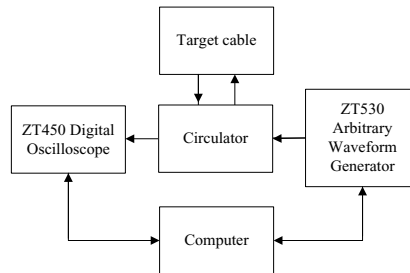 Target cable
ZT450 Digital
Oscilloscope
Circulator
ZT530
Arbitrary
Waveform
Generator
Computer